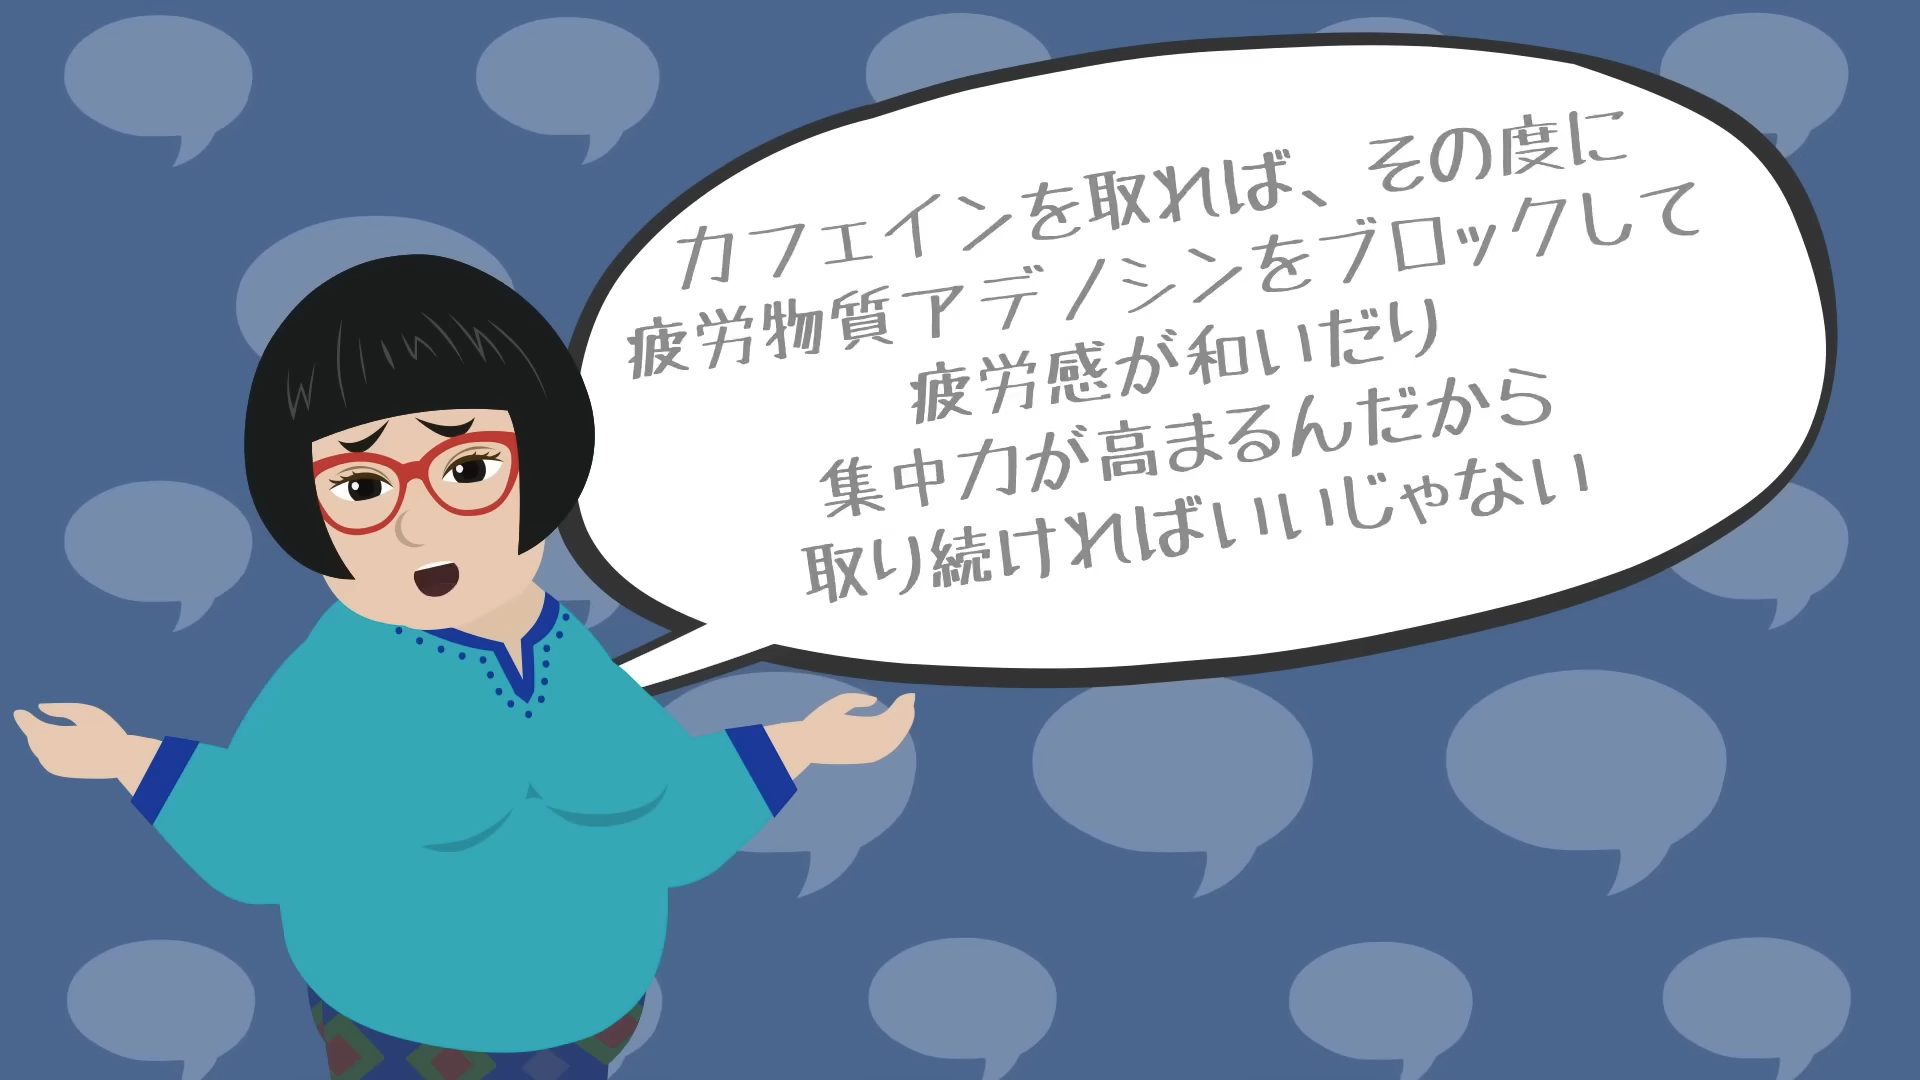 カフェインを取れば、その度に
疲労物質アデノシンをブロックして
疲労感が和いだり
集中力が高まるんだから
取り続ければいいじゃない